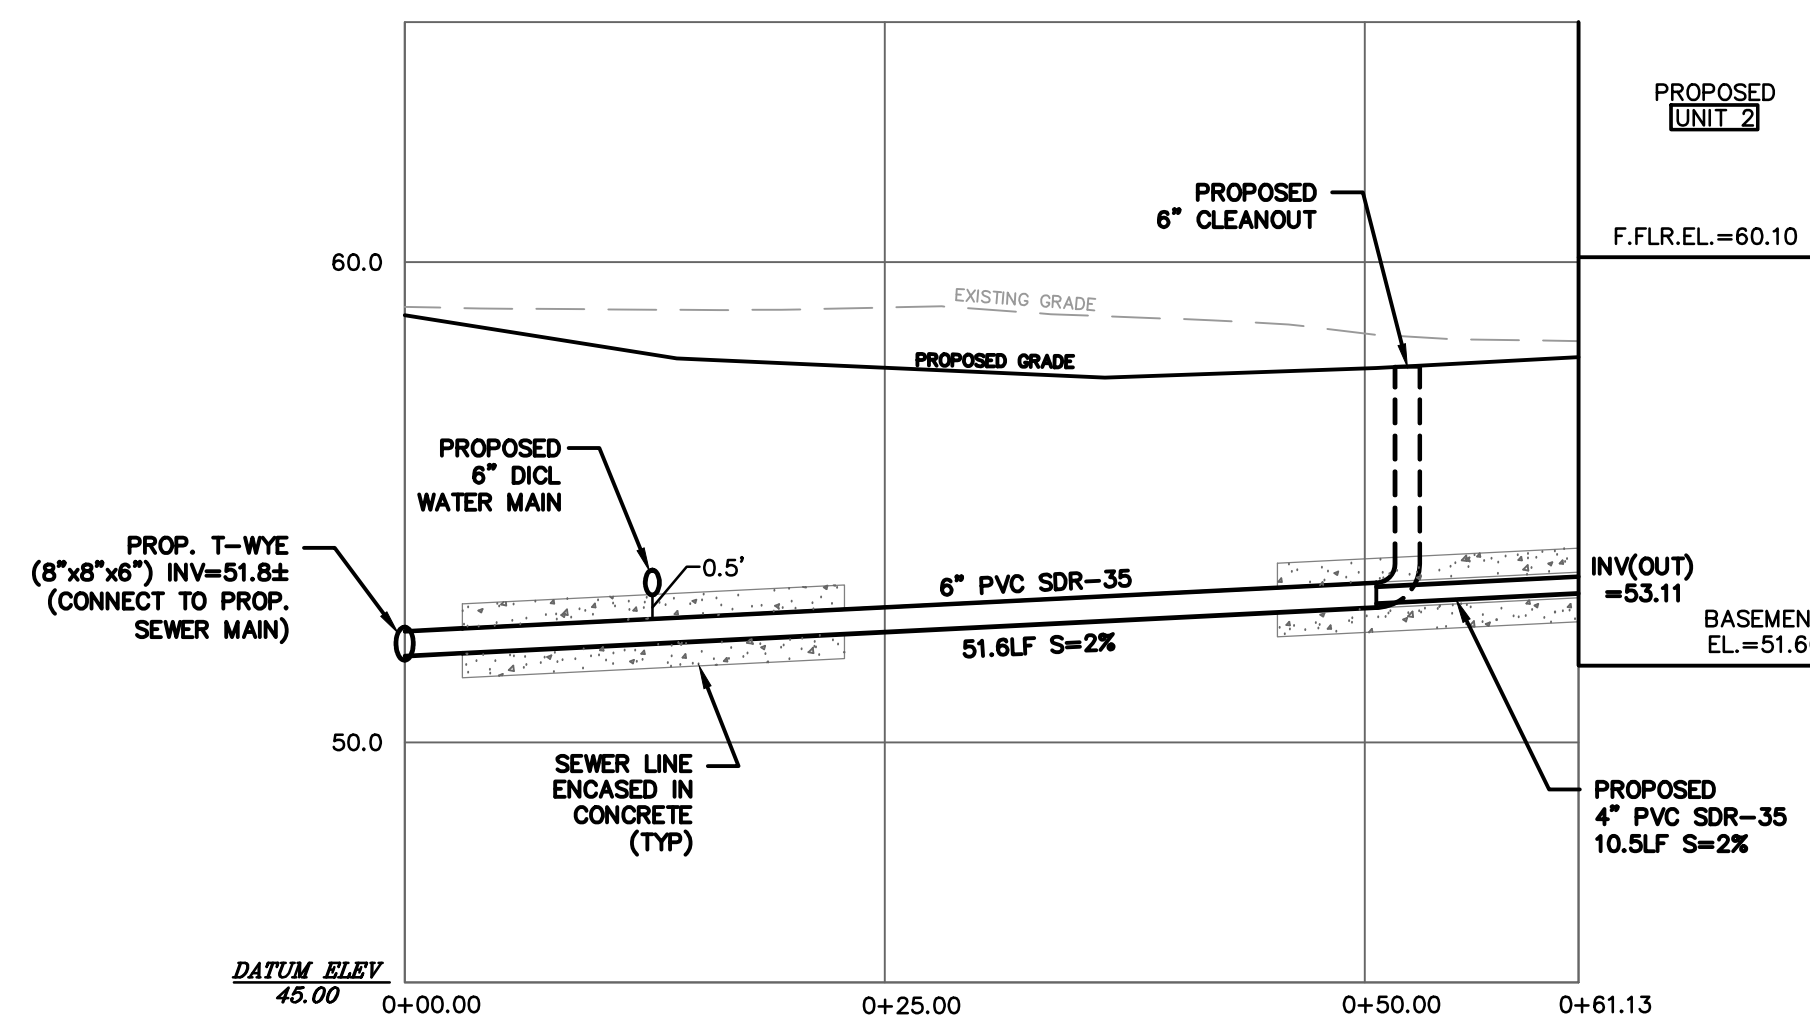 PROPOSED
UNIT 2
PROPOSED
6" CLEANOUT
F.FLR.EL.=60.10
60.0
EXISTING GRADE
PROPOSED GRADE
PROPOSED
6" DICL
WATER MAIN
PROP. T-WYE
(8"x8"x6") INV=51.8±
(CONNECT TO PROP.
SEWER MAIN)
0.5'
6" PVC SDR-35
51.6LF S=2%
INV(OUT)
=53.11
BASEMEN
EL.=51.6
50.0
SEWER LINE
ENCASED IN
CONCRETE
(TYP)
PROPOSED
4" PVC SDR-35
10.5LF S=2%
DATUM ELEV
45.00
0+00.00
0+25.00
0+50.00
0+61.13